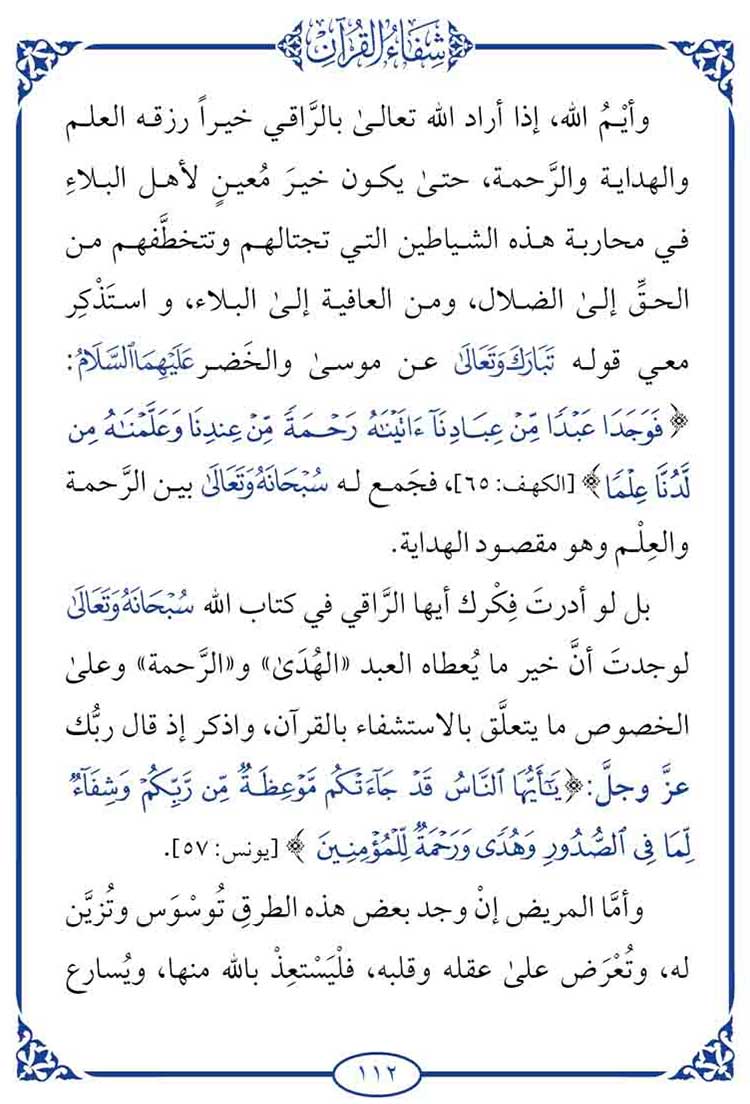 شِفَاءُ القُرْآنِ
وأيْمُ الله، إذا أراد الله تعالىٰ بالرَّاقي خيراً رزقه العلم
والهداية والرَّحمة، حتىٰ يكون خيرَ مُعينٍ لأهل البلاءِ
في محاربة هذه الشياطين التي تجتالهم وتتخطَّفهم من
الحقِّ إلىٰ الضلال، ومن العافية إلىٰ البلاء، و استَذْكِر
معي قوله تَبَارَكَ وَتَعَالَىٰ عن موسىٰ والخَضر عَلَيْهِمَا ٱلسَّلَامُ:
﴿فَوَجَدَا عَبْدًا مِّنْ عِبَادِنَآ ءَاتَيْنَٰهُ رَحْمَةً مِّنْ عِندِنَا وَعَلَّمْنَٰهُ مِن
لَّدُنَّا عِلْمًا﴾ [الكهف: ٦٥]، فجَمع له سُبْحَانَهُ وَتَعَالَىٰ بين الرَّحمة
والعِلْم وهو مقصود الهداية.
بل لو أدرتَ فِكْرك أيها الرَّاقي في كتاب الله سُبْحَانَهُ وَتَعَالَىٰ
لوجدتَ أنَّ خير ما يُعطاه العبد «الهُدَىٰ» و«الرَّحمة» وعلىٰ
الخصوص ما يتعلَّق بالاستشفاء بالقرآن، واذكر إذ قال ربُّك
عزَّ وجلَّ: ﴿يَٰٓأَيُّهَا ٱلنَّاسُ قَدْ جَآءَتْكُم مَّوْعِظَةٌ مِّن رَّبِّكُمْ وَشِفَآءٌ
لِّمَا فِى ٱلصُّدُورِ وَهُدًى وَرَحْمَةٌ لِّلْمُؤْمِنِينَ﴾ [يونس: ٥٧].
وأمَّا المريض إنْ وجد بعض هذه الطرقِ تُوسْوَس وتُزيَّن
له، وتُعْرَض علىٰ عقله وقلبه، فلْيَسْتعِذْ بالله منها، ويُسارع
١١٢